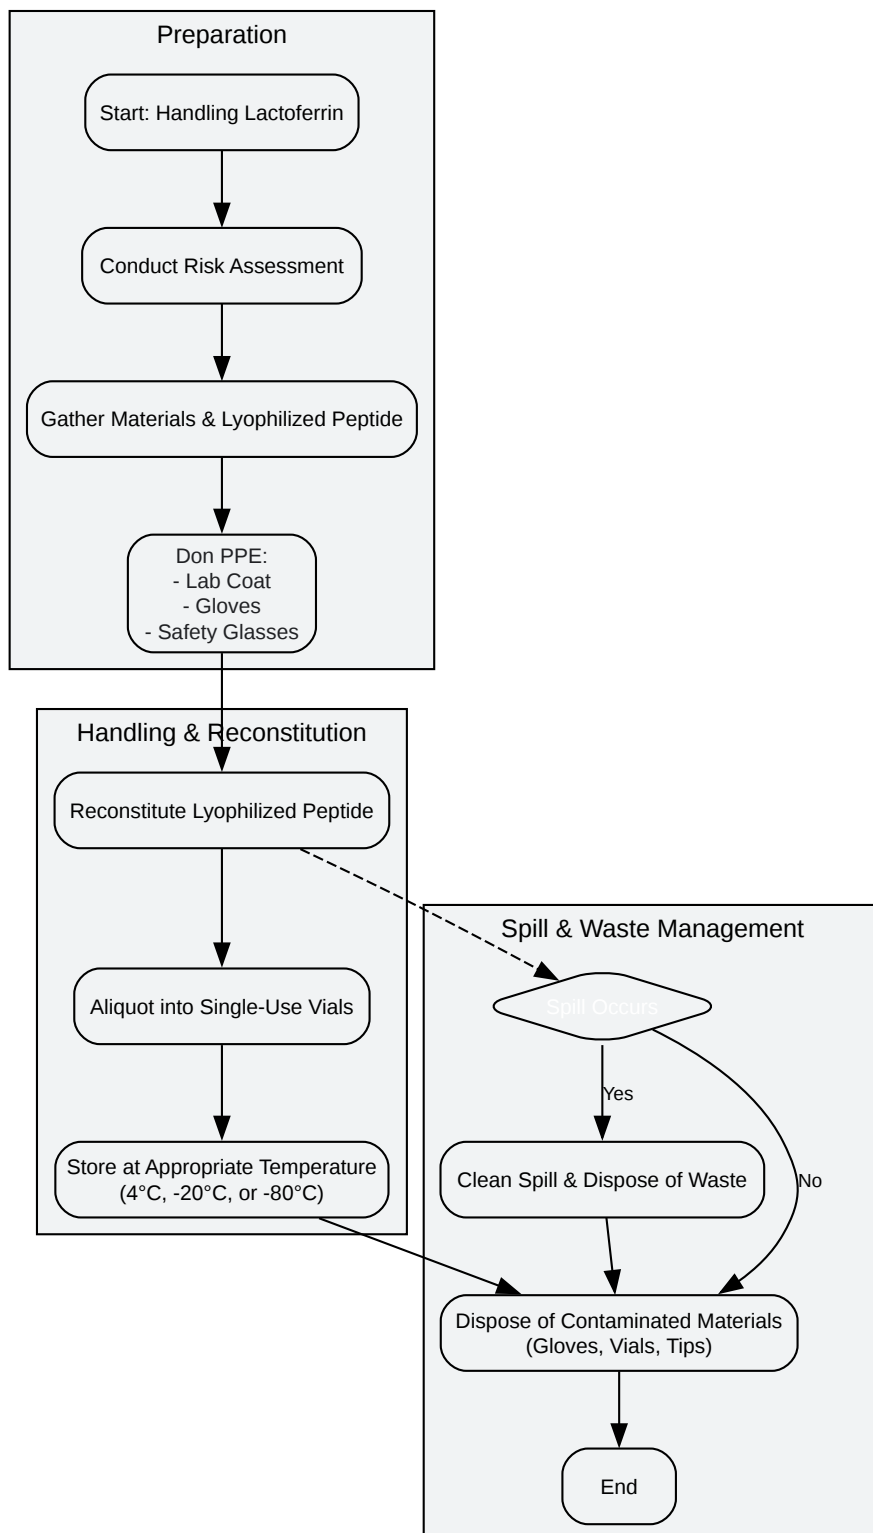 Preparation
Start: Handling Lactoferrin
Conduct Risk Assessment
Gather Materials & Lyophilized Peptide
Don PPE:
- Lab Coat
- Gloves
- Safety Glasses
Handling & Reconstitution
Reconstitute Lyophilized Peptide
Aliquot into Single-Use Vials
Store at Appropriate Temperature
(4°C, -20°C, or -80°C)
Spill & Waste Management
Spill Occurs
Yes
No
Clean Spill & Dispose of Waste
Dispose of Contaminated Materials
(Gloves, Vials, Tips)
End